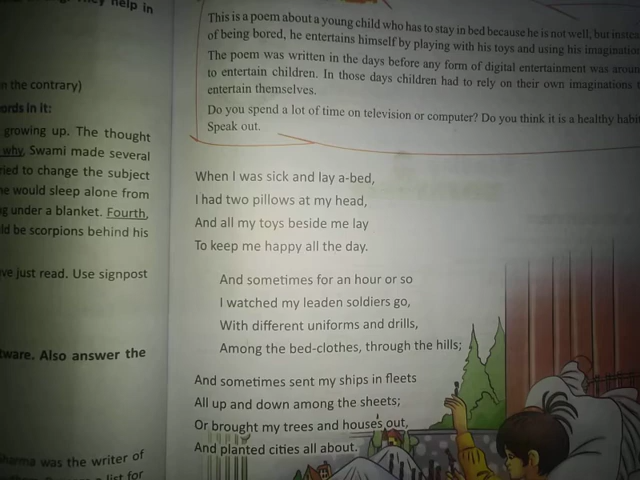 help in
n the contrary)
ords in it:
growing up. The thought
why, Swami made several
ried to change the subject
ne would sleep alone from
g under a blanket. Fourth,
ld be scorpions behind his
ve just read. Use signpost
tware. Also answer the
harma was the writer of
list for
This is a poem about a young child who has to stay in bed because he is not well, but instea
of being bored, he entertains himself by playing with his toys and using his imagination
The poem was written in the days before any form of digital entertainment was aroun
to entertain children. In those days children had to rely on their own imaginations t
entertain themselves.
Do you spend a lot of time on television or computer? Do you think it is a healthy habit
Speak out.
When I was sick and lay a-bed,
I had two pillows at my head,
And all my toys beside me lay
To keep me happy all the day.
And sometimes for an hour or so
I watched my leaden soldiers go,
With different uniforms and drills,
Among the bed-clothes, through the hills;
And sometimes sent my ships in fleets
All up and down among the sheets;
Or brought my trees and houses out,
And planted cities all about.